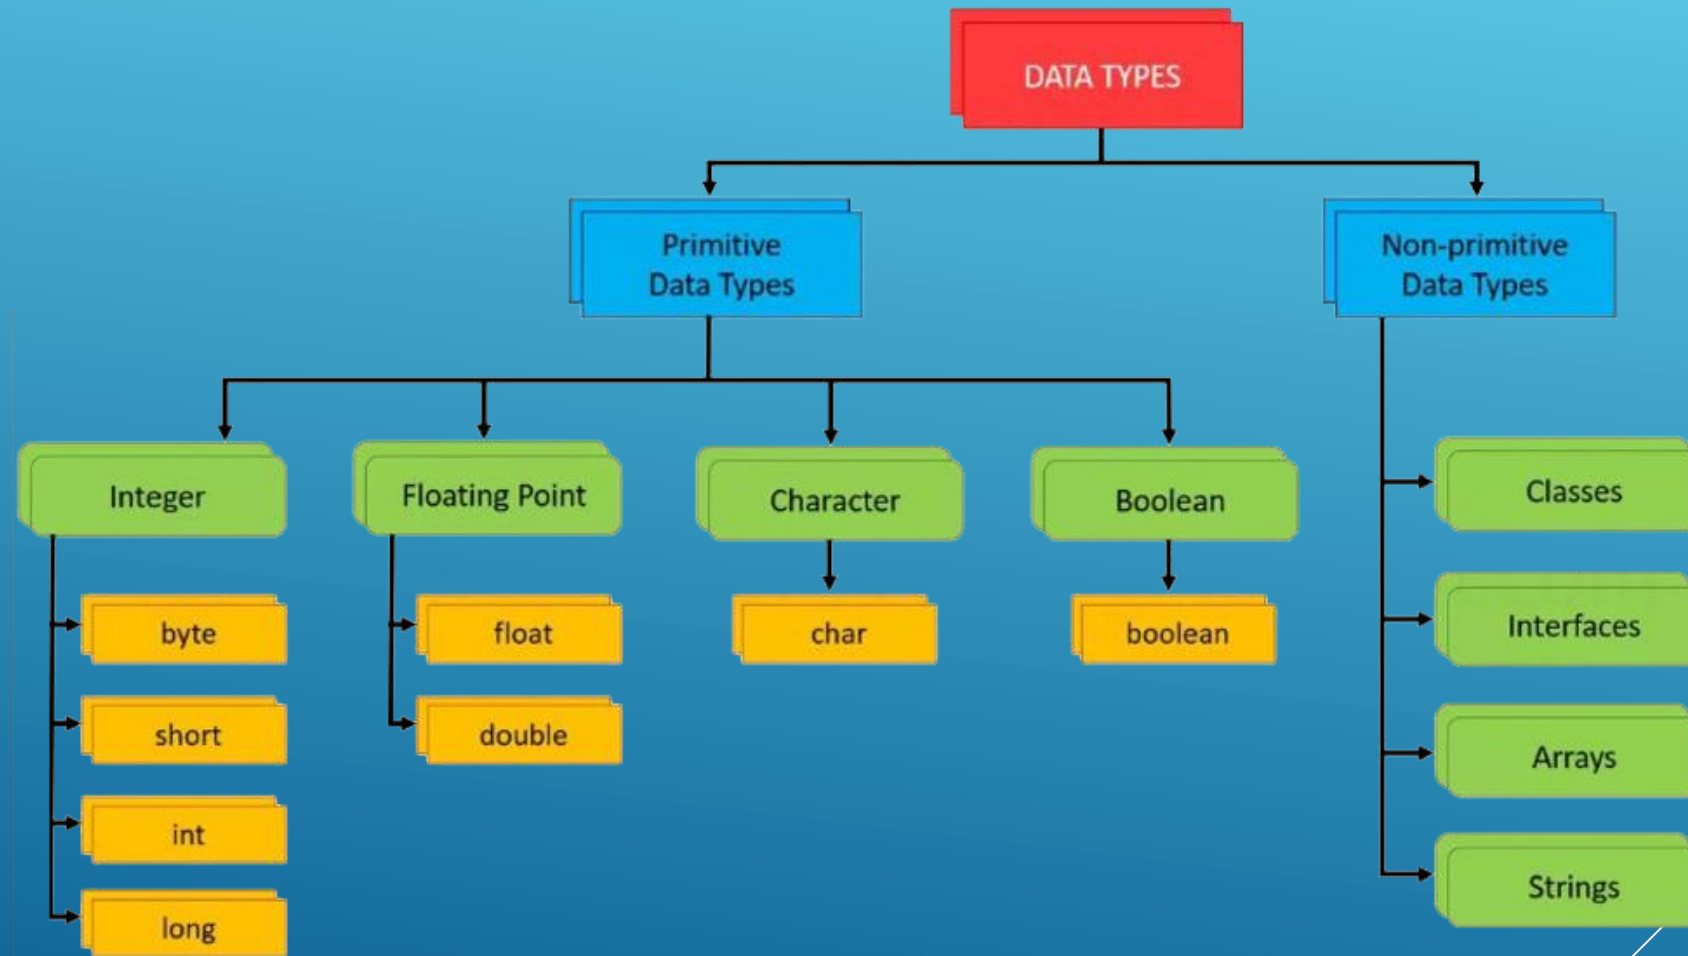 DATA TYPES
Primitive
Data Types
Non-primitive
Data Types
Integer
Floating Point
Character
Boolean
Classes
Interfaces
Arrays
Strings
byte
short
int
long
float
double
char
boolean